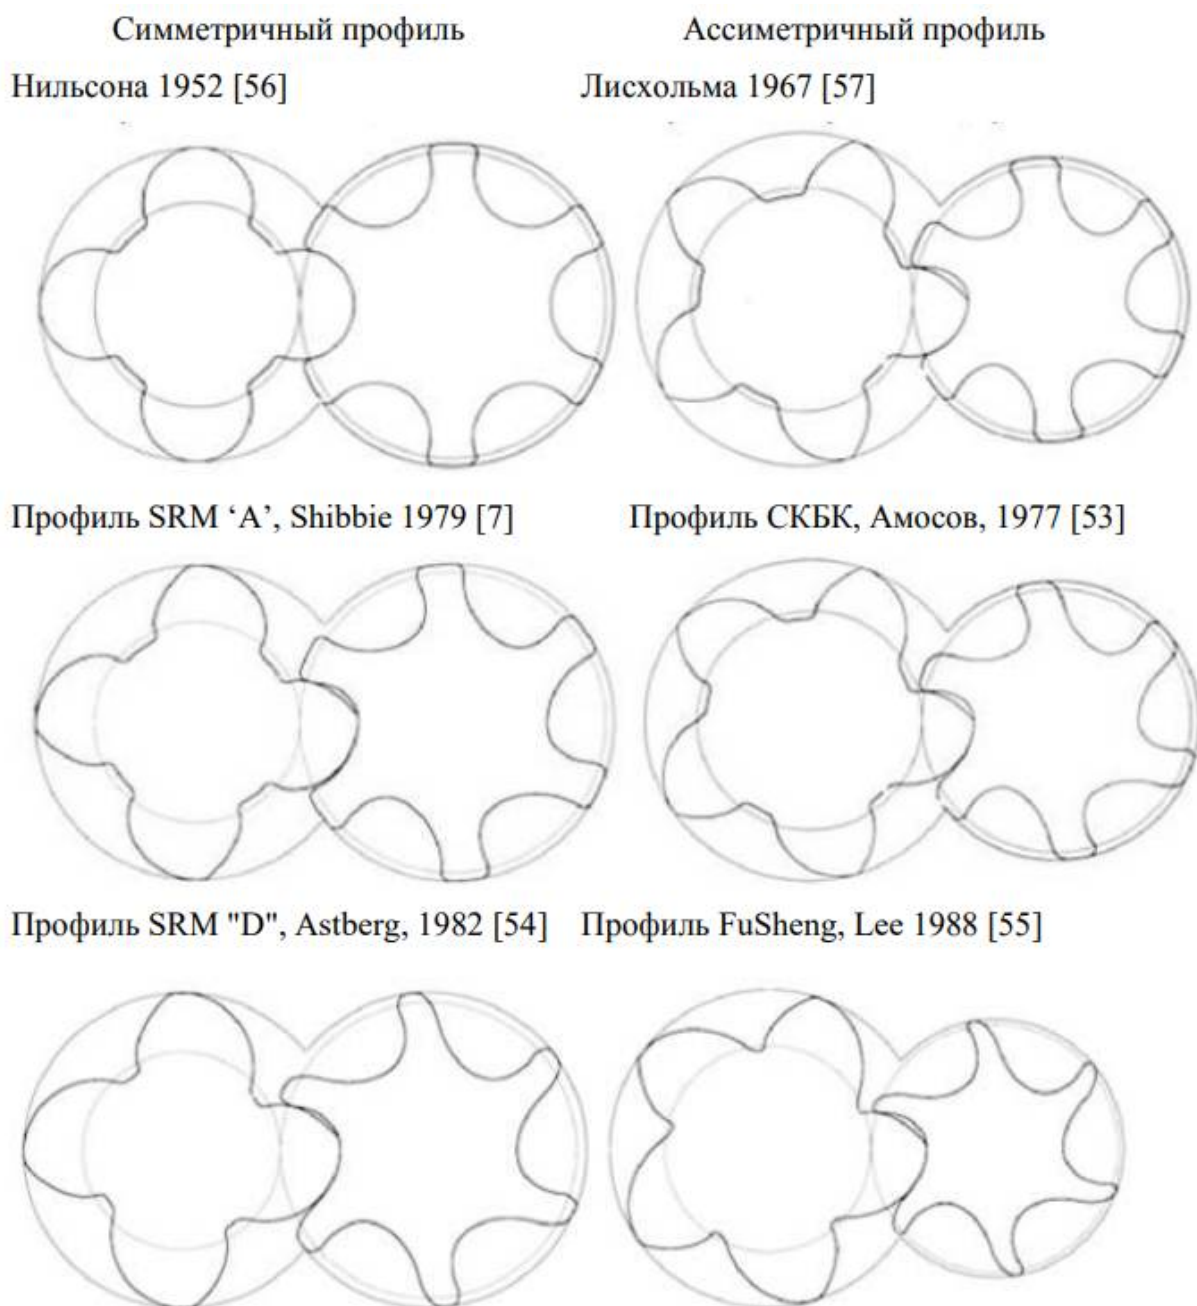 Симметричный профиль Ассиметричный профиль
Нильсона 1952 [56] Лисхольма 1967 [57]
Профиль SRM ‘A’, Shibbie 1979 [7] Профиль СКБК, Амосов, 1977 [53]
Профиль SRM "D", Astberg, 1982 [54] Профиль FuSheng, Lee 1988 [55]